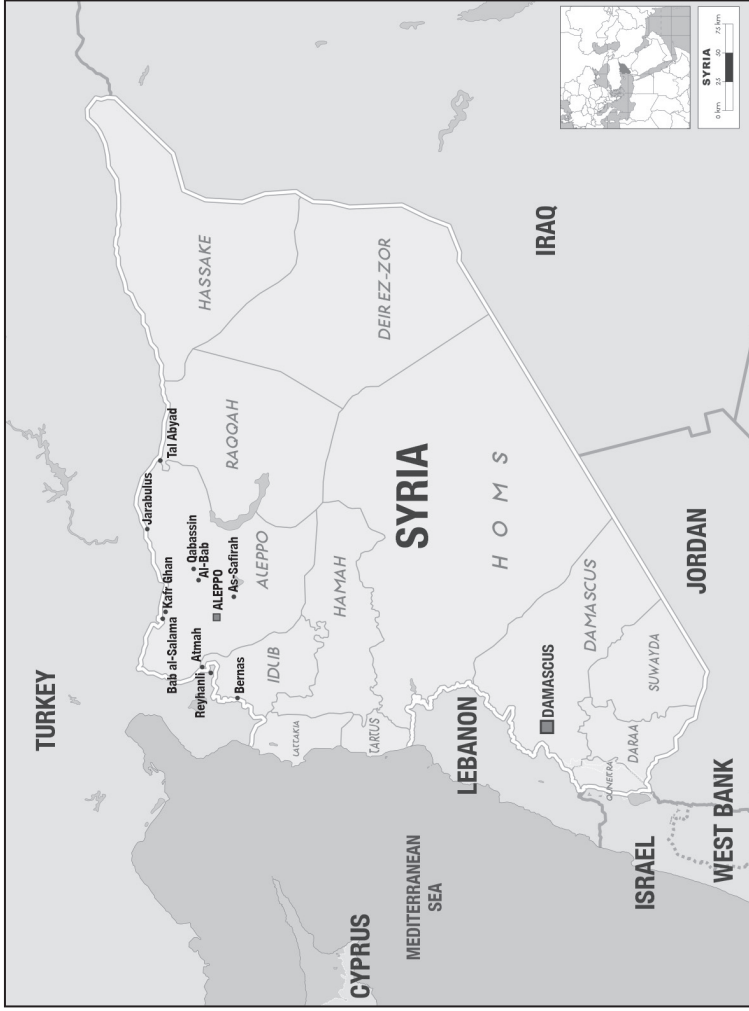 TURKEY
Bab al-Salama
Kafr Ghan
Jarabulus
Tal Abyad
Reyhanli
Atmah
Qabassin
Al-Bab
ALEPPO
As-Safirah
Bernas
HASSAKE
RAQQAH
ALEPPO
IDLIB
LATTAKIA
HAMAH
TARTUS
DEIR EZ-ZOR
SYRIA
HOMS
CYPRUS
MEDITERRANEAN
SEA
LEBANON
DAMASCUS
DAMASCUS
QUNEKRA
DARAA
SUWAYDA
IRAQ
ISRAEL
WEST BANK
JORDAN
SYRIA
0 km 25 50 75 km